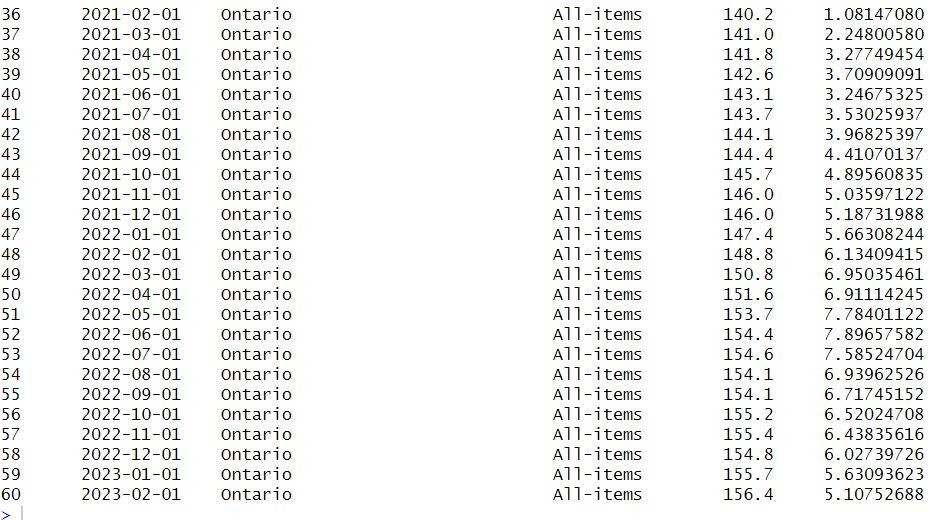 36 2021-02-01 Ontario All-items 140.2 1.08147080
37 2021-03-01 Ontario All-items 141.0 2.24800580
38 2021-04-01 Ontario All-items 141.8 3.27749454
39 2021-05-01 Ontario All-items 142.6 3.70909091
40 2021-06-01 Ontario All-items 143.1 3.24675325
41 2021-07-01 Ontario All-items 143.7 3.53025937
42 2021-08-01 Ontario All-items 144.1 3.96825397
43 2021-09-01 Ontario All-items 144.4 4.41070137
44 2021-10-01 Ontario All-items 145.7 4.89560835
45 2021-11-01 Ontario All-items 146.0 5.03597122
46 2021-12-01 Ontario All-items 146.0 5.18731988
47 2022-01-01 Ontario All-items 147.4 5.66308244
48 2022-02-01 Ontario All-items 148.8 6.13409415
49 2022-03-01 Ontario All-items 150.8 6.95035461
50 2022-04-01 Ontario All-items 151.6 6.91114245
51 2022-05-01 Ontario All-items 153.7 7.78401122
52 2022-06-01 Ontario All-items 154.4 7.89657582
53 2022-07-01 Ontario All-items 154.6 7.58524704
54 2022-08-01 Ontario All-items 154.1 6.93962526
55 2022-09-01 Ontario All-items 154.1 6.71745152
56 2022-10-01 Ontario All-items 155.2 6.52024708
57 2022-11-01 Ontario All-items 155.4 6.43835616
58 2022-12-01 Ontario All-items 154.8 6.02739726
59 2023-01-01 Ontario All-items 155.7 5.63093623
60 2023-02-01 Ontario All-items 156.4 5.10752688
>